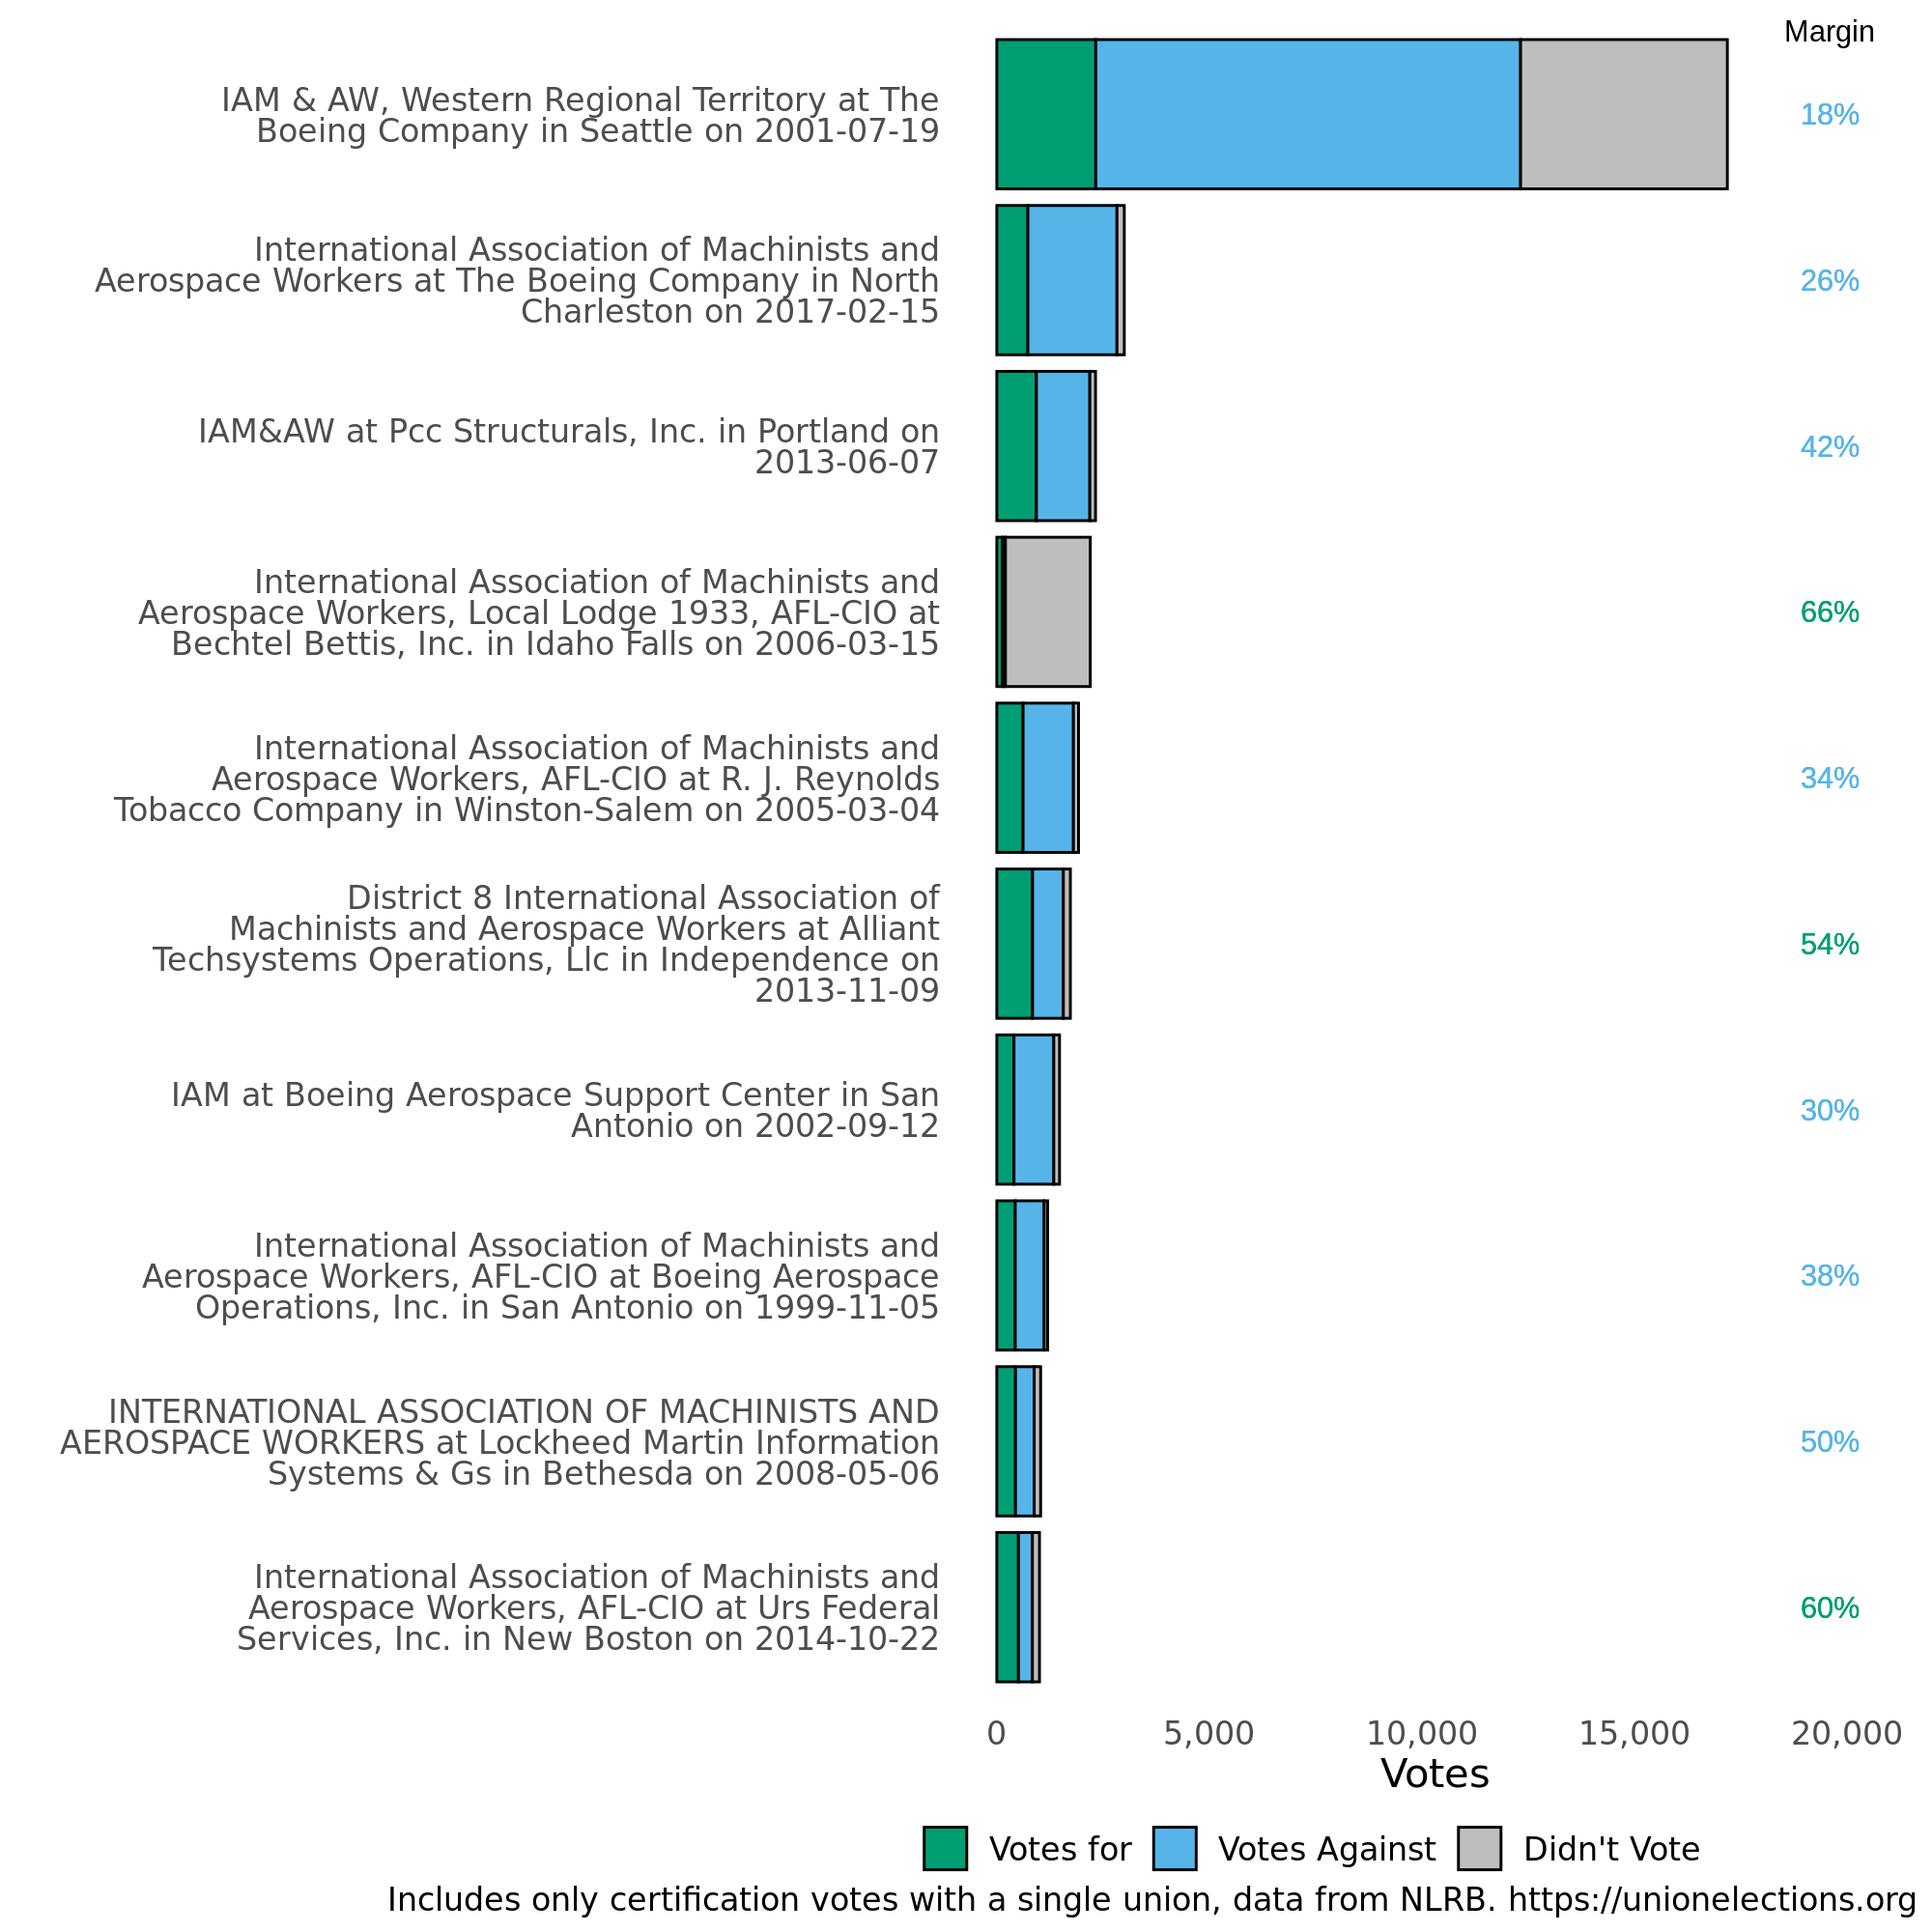 Margin
IAM & AW, Western Regional Territory at The
Boeing Company in Seattle on 2001-07-19
18%
International Association of Machinists and
Aerospace Workers at The Boeing Company in North
Charleston on 2017-02-15
26%
IAM&AW at Pcc Structurals, Inc. in Portland on
2013-06-07
42%
International Association of Machinists and
Aerospace Workers, Local Lodge 1933, AFL-CIO at
Bechtel Bettis, Inc. in Idaho Falls on 2006-03-15
66%
International Association of Machinists and
Aerospace Workers, AFL-CIO at R. J. Reynolds
Tobacco Company in Winston-Salem on 2005-03-04
34%
District 8 International Association of
Machinists and Aerospace Workers at Alliant
Techsystems Operations, Llc in Independence on
2013-11-09
54%
IAM at Boeing Aerospace Support Center in San
Antonio on 2002-09-12
30%
International Association of Machinists and
Aerospace Workers, AFL-CIO at Boeing Aerospace
Operations, Inc. in San Antonio on 1999-11-05
38%
INTERNATIONAL ASSOCIATION OF MACHINISTS AND
AEROSPACE WORKERS at Lockheed Martin Information
Systems & Gs in Bethesda on 2008-05-06
50%
International Association of Machinists and
Aerospace Workers, AFL-CIO at Urs Federal
Services, Inc. in New Boston on 2014-10-22
60%
0 5,000 10,000 15,000 20,000
Votes
Votes for Votes Against Didn't Vote
Includes only certification votes with a single union, data from NLRB. https://unionelections.org